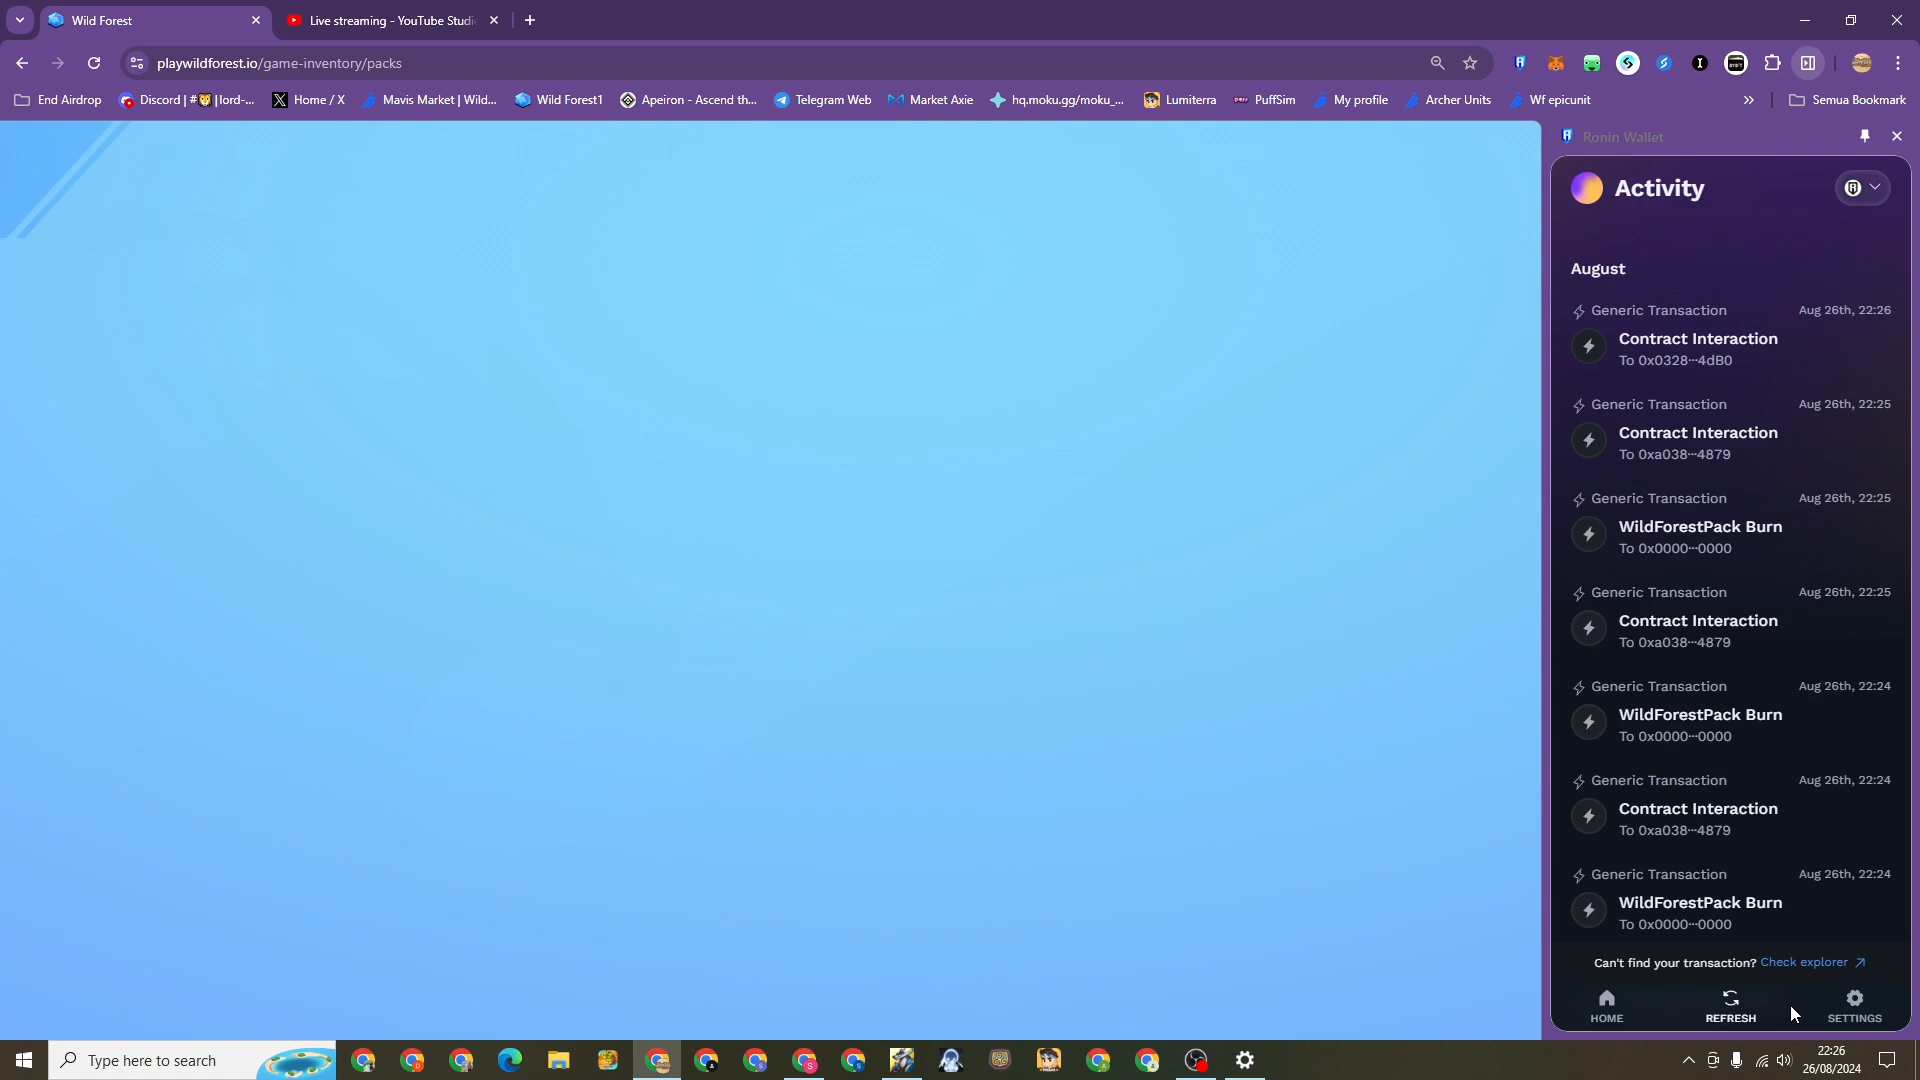 Wild Forest
Live streaming - YouTube Studio
playwildforest.io/game-inventory/packs
End Airdrop
Discord | #🦁|lord-...
Home / X
Mavis Market | Wild...
Wild Forest1
Apeiron - Ascend th...
Telegram Web
Market Axie
hq.moku.gg/moku_...
Lumiterra
PuffSim
My profile
Archer Units
Wf epicunit
Semua Bookmark
Ronin Wallet
Activity
August
Generic Transaction Aug 26th, 22:26
Contract Interaction
To 0x0328···4dB0
Generic Transaction Aug 26th, 22:25
Contract Interaction
To 0xa038···4879
Generic Transaction Aug 26th, 22:25
WildForestPack Burn
To 0x0000···0000
Generic Transaction Aug 26th, 22:25
Contract Interaction
To 0xa038···4879
Generic Transaction Aug 26th, 22:24
WildForestPack Burn
To 0x0000···0000
Generic Transaction Aug 26th, 22:24
Contract Interaction
To 0xa038···4879
Generic Transaction Aug 26th, 22:24
WildForestPack Burn
To 0x0000···0000
Can't find your transaction? Check explorer
HOME
REFRESH
SETTINGS
Type here to search
22:26
26/08/2024